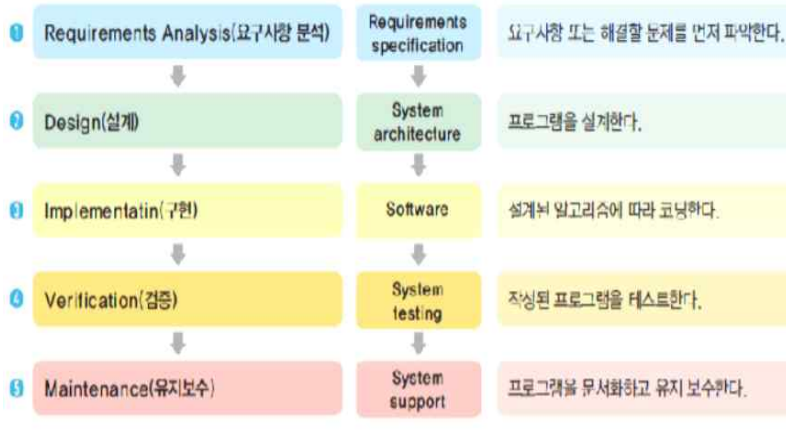 1 Requirements Analysis(요구사항 분석)
Requirements
specification
요구사항 또는 해결할 문제를 먼저 파악한다.
2 Design(설계)
System
architecture
프로그램을 설계한다.
3 Implementatin(구현)
Software
설계된 알고리즘에 따라 코딩한다.
4 Verification(검증)
System
testing
작성된 프로그램을 테스트한다.
5 Maintenance(유지보수)
System
support
프로그램을 문서화하고 유지 보수한다.